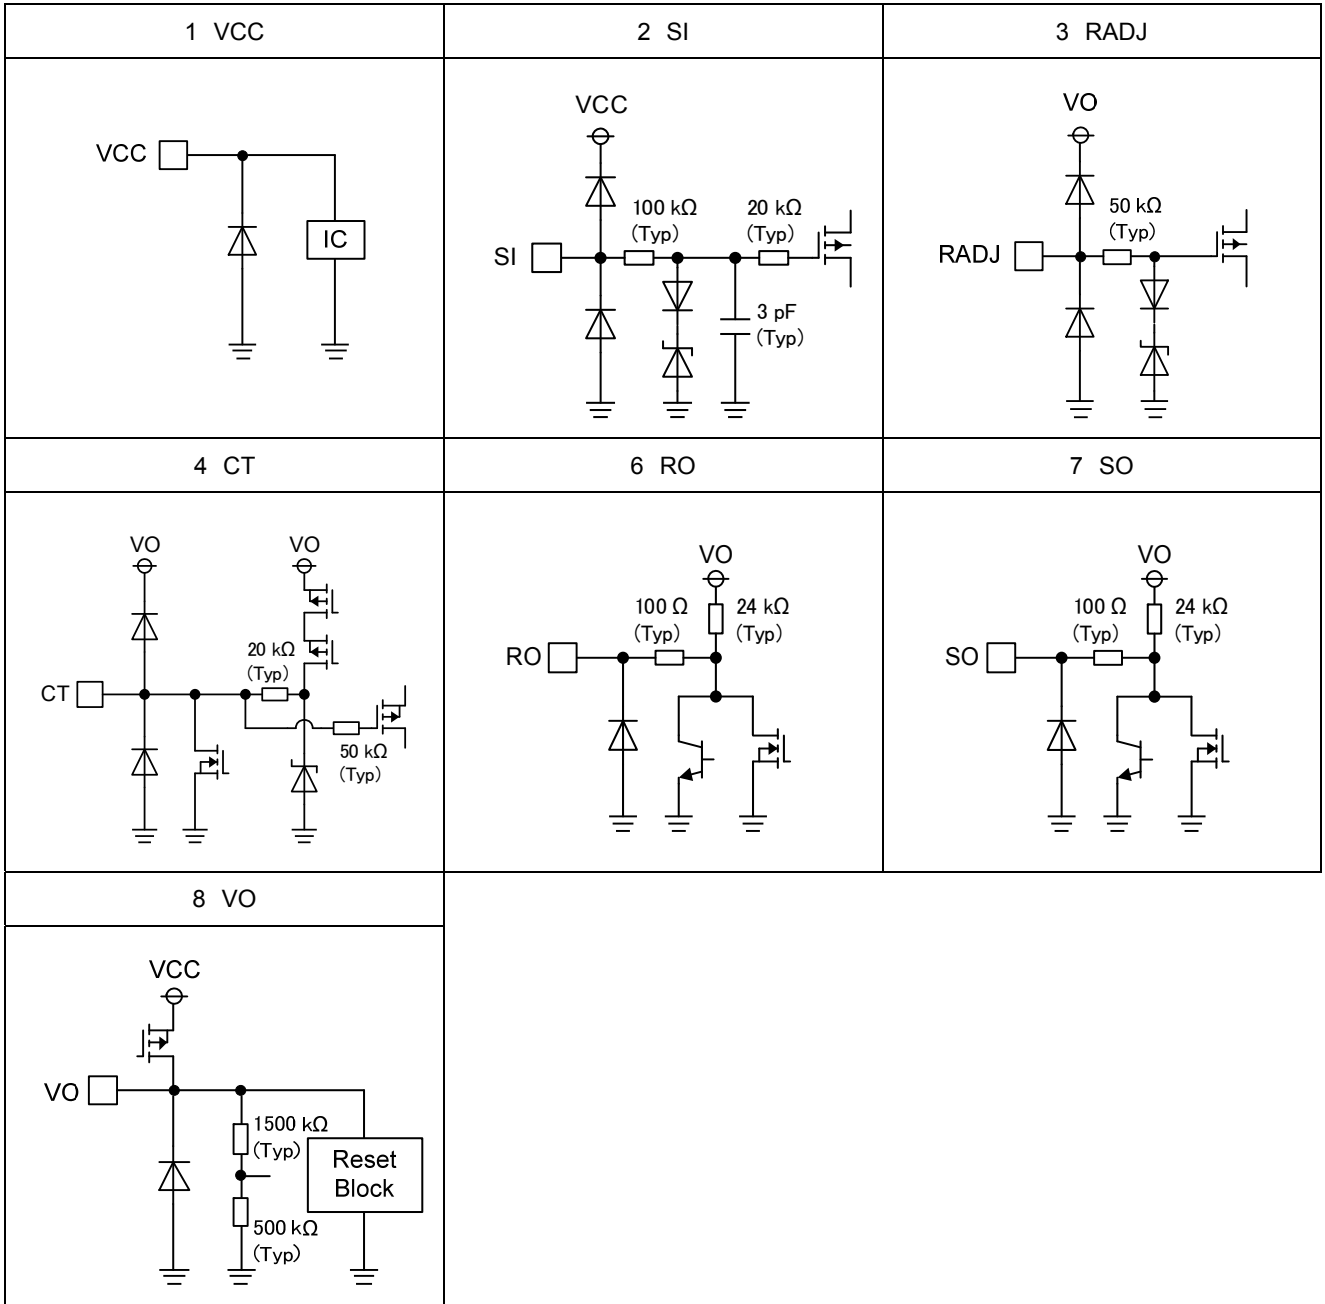 1 VCC
2 SI
3 RADJ
VCC
IC
VCC
SI
100 kΩ
(Typ)
20 kΩ
(Typ)
3 pF
(Typ)
VO
RADJ
50 kΩ
(Typ)
4 CT
6 RO
7 SO
VO
VO
CT
20 kΩ
(Typ)
50 kΩ
(Typ)
VO
RO
100 Ω
(Typ)
24 kΩ
(Typ)
VO
SO
100 Ω
(Typ)
24 kΩ
(Typ)
8 VO
VCC
VO
1500 kΩ
(Typ)
500 kΩ
(Typ)
Reset
Block